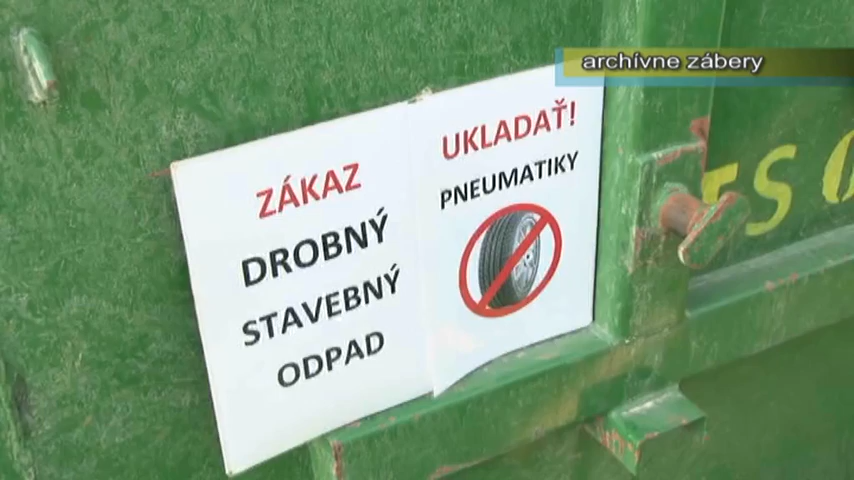 archívne zábery
ZÁKAZ
DROBNÝ
STAVEBNÝ
ODPAD
UKLADAŤ!
PNEUMATIKY